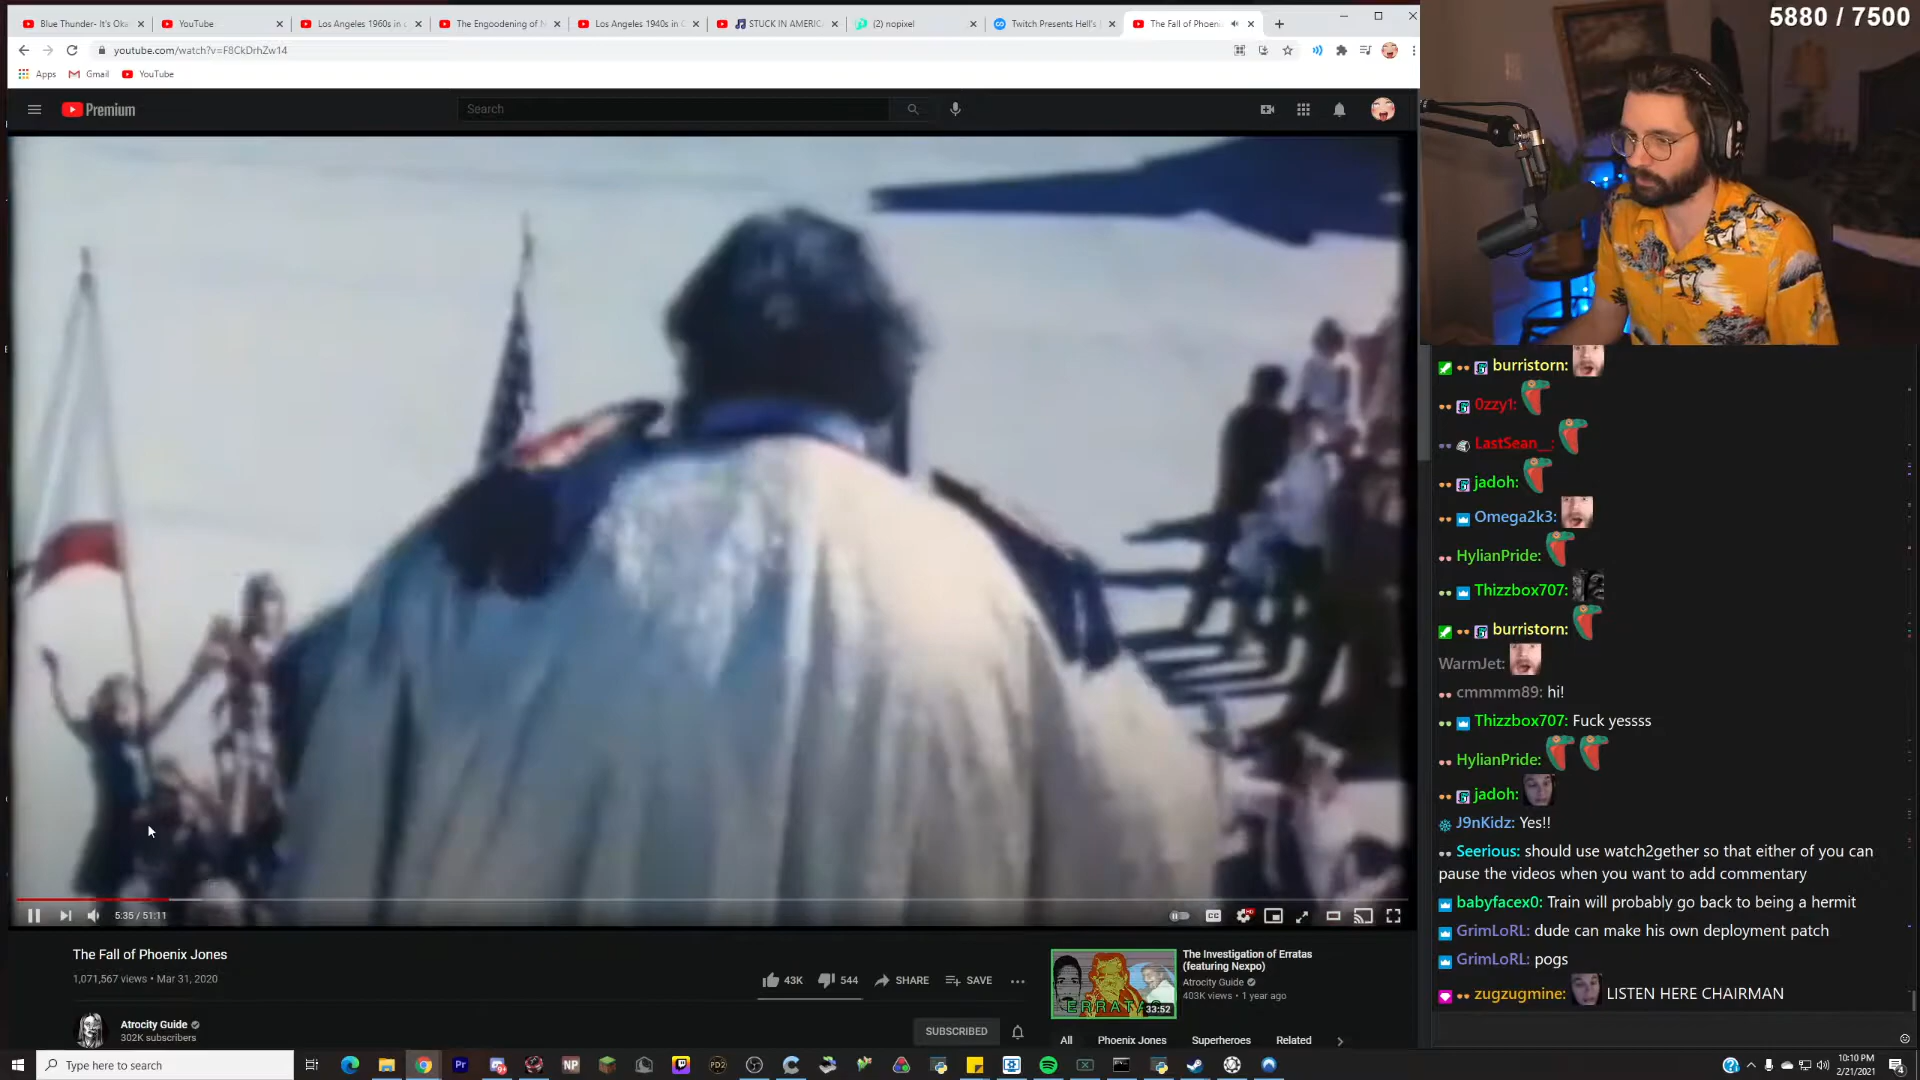 Blue Thunder- It's Oka
YouTube
Los Angeles 1960s in c
The Engoodening of N
Los Angeles 1940s in C
STUCK IN AMERIC
(2) nopixel
Twitch Presents Hell's
The Fall of Phoeni
5880 / 7500
youtube.com/watch?v=F8CkDrhZw14
Apps
Gmail
YouTube
Premium
Search
burristorn:
0zzy1:
LastSean__:
jadoh:
Omega2k3:
HylianPride:
Thizzbox707:
burristorn:
WarmJet:
cmmmm89: hi!
Thizzbox707: Fuck yessss
HylianPride:
jadoh:
J9nKidz: Yes!!
Seerious: should use watch2gether so that either of you can
pause the videos when you want to add commentary
babyfacex0: Train will probably go back to being a hermit
GrimLoRL: dude can make his own deployment patch
GrimLoRL: pogs
zugzugmine: LISTEN HERE CHAIRMAN
5:35 / 51:11
CC
HD
The Fall of Phoenix Jones
1,071,567 views • Mar 31, 2020
43K
544
SHARE
SAVE
Atrocity Guide
302K subscribers
SUBSCRIBED
ERRATAS
33:52
The Investigation of Erratas
(featuring Nexpo)
Atrocity Guide
403K views • 1 year ago
All
Phoenix Jones
Superheroes
Related
Type here to search
Pr
NP
PD2
10:10 PM
2/21/2021